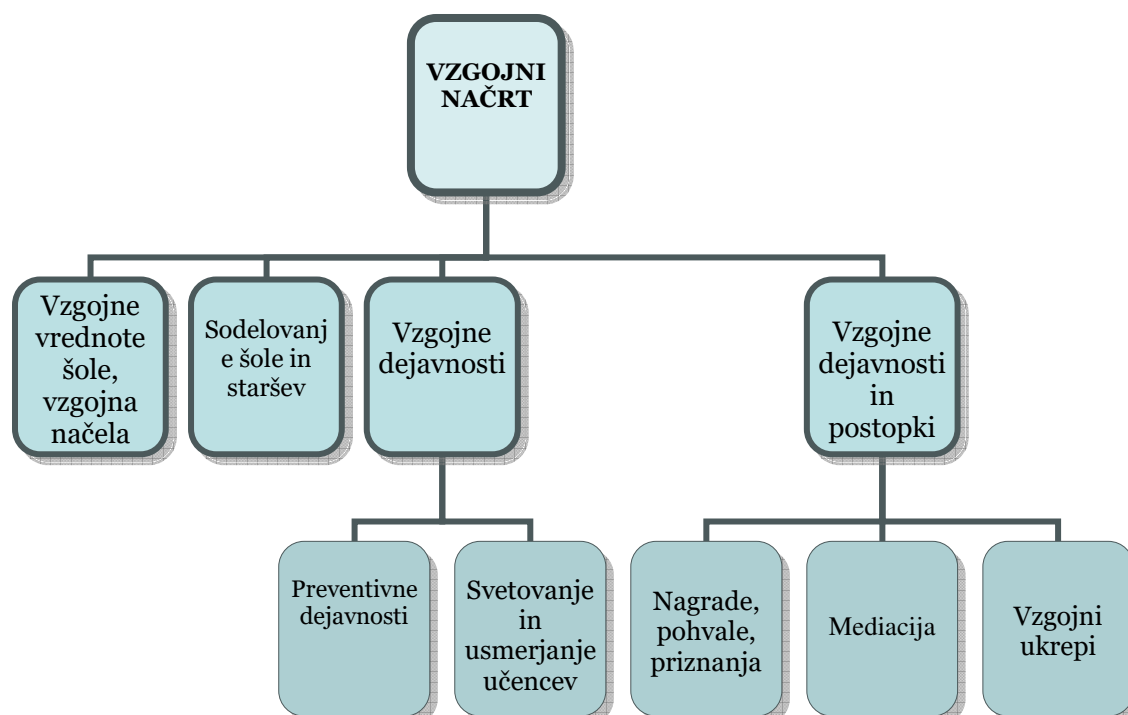 VZGOJNI
NAČRT
Vzgojne
vrednote
šole,
vzgojna
načela
Sodelovanj
e šole in
staršev
Vzgojne
dejavnosti
Vzgojne
dejavnosti
in
postopki
Preventivne
dejavnosti
Svetovanje
in
usmerjanje
učencev
Nagrade,
pohvale,
priznanja
Mediacija
Vzgojni
ukrepi